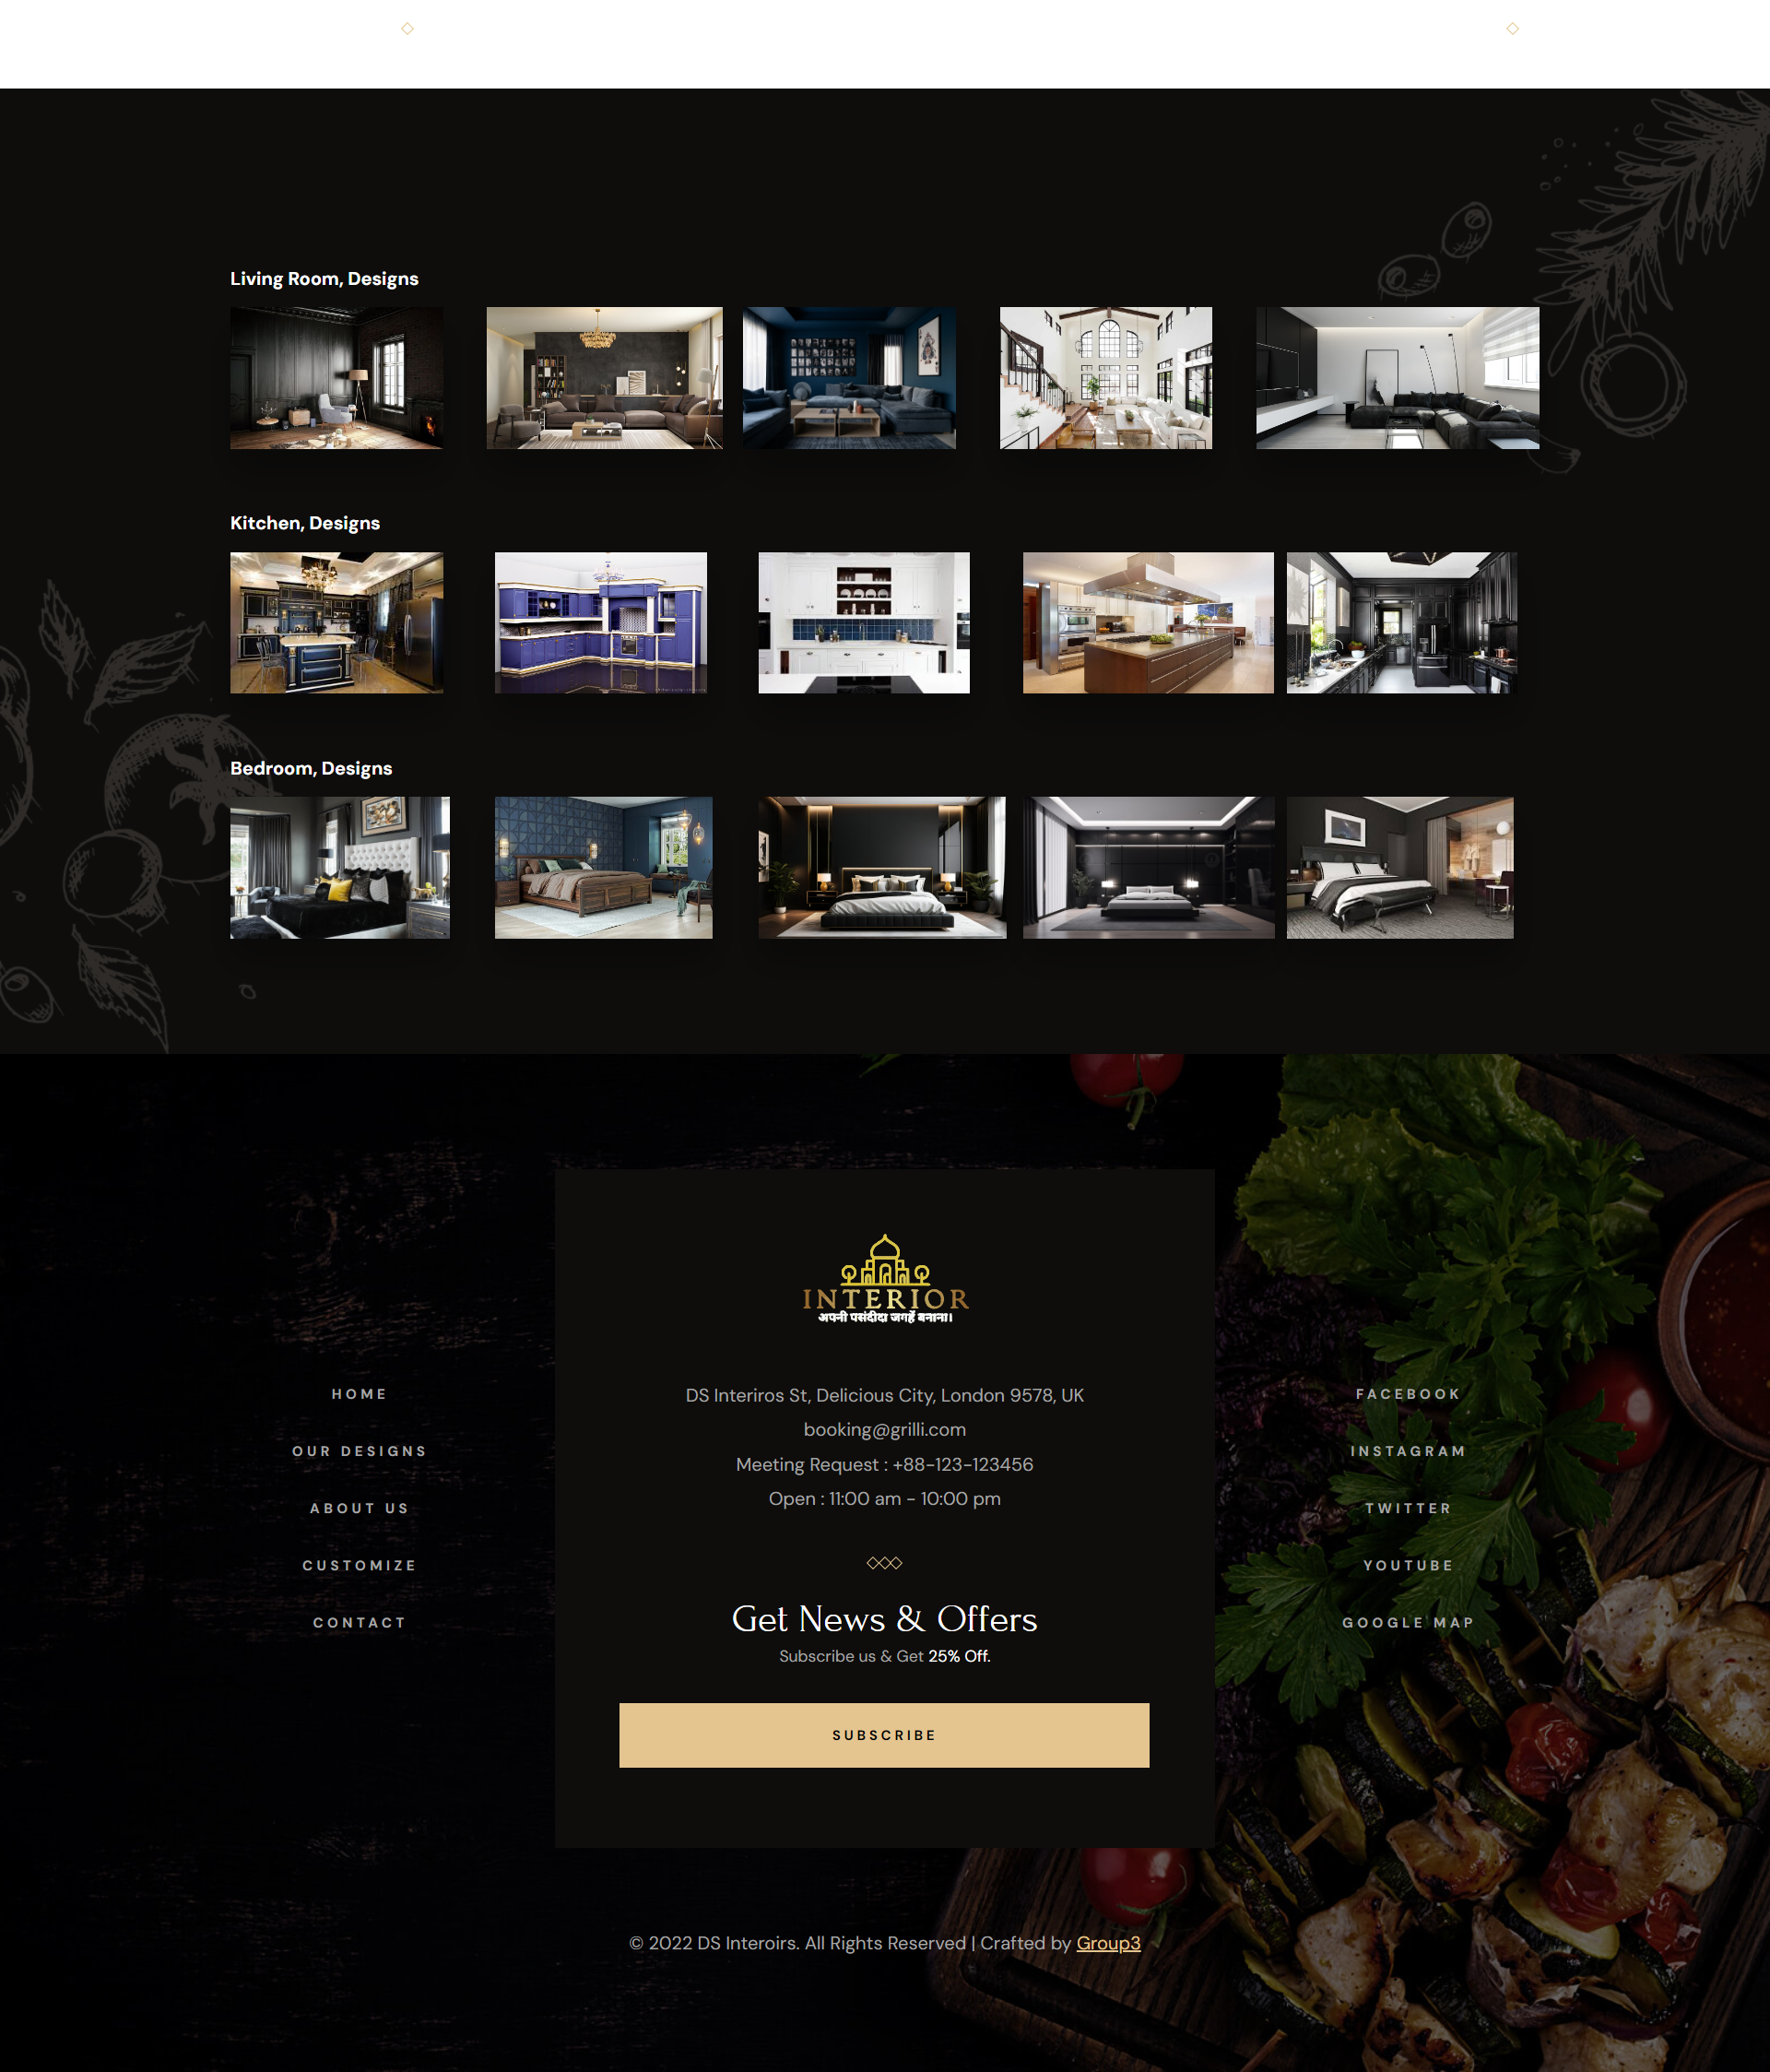 Living Room, Designs
Kitchen, Designs
Bedroom, Designs
INTERIOR
अपनी पसंदीदा जगहें बनाना।
HOME
OUR DESIGNS
ABOUT US
CUSTOMIZE
CONTACT
DS Interiros St, Delicious City, London 9578, UK
booking@grilli.com
Meeting Request : +88-123-123456
Open : 11:00 am - 10:00 pm
Get News & Offers
Subscribe us & Get 25% Off.
SUBSCRIBE
FACEBOOK
INSTAGRAM
TWITTER
YOUTUBE
GOOGLE MAP
© 2022 DS Interoirs. All Rights Reserved | Crafted by Group3